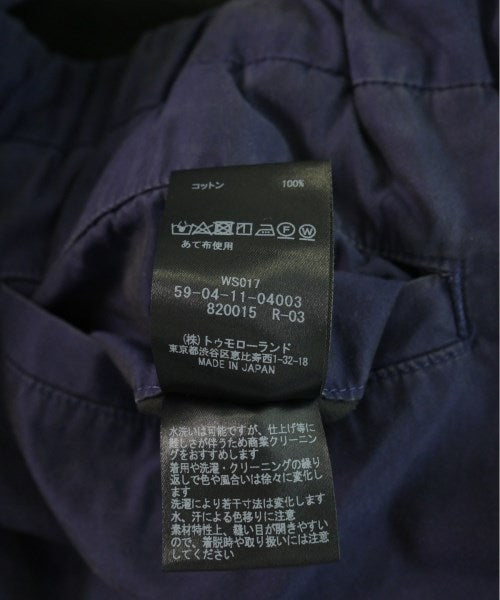 コットン 100%
F W
あて布使用
WS017
59-04-11-04003
820015 R-03
(株)トゥモローランド
東京都渋谷区恵比寿西1-32-18
MADE IN JAPAN
水洗いは可能ですが、仕上げ等に
難しさが伴うため商業クリーニン
グをおすすめします
着用や洗濯・クリーニングの繰り
返しで色や風合いは徐々に変化し
ます
洗濯により若干寸法は変化します
水、汗による色移りに注意
素材特性上、縫い目が開きやすい
ので、着脱時や取り扱いには注意
してください